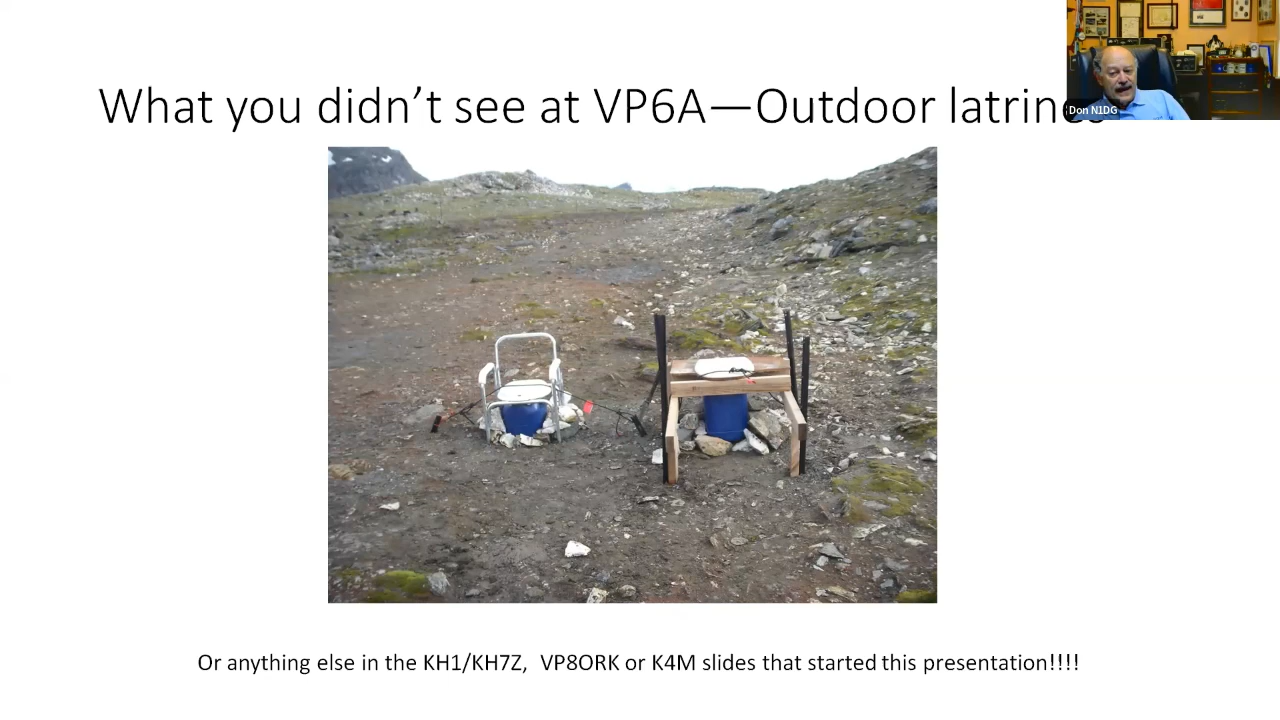 What you didn't see at VP6A—Outdoor latrines
Don N1DG
Or anything else in the KH1/KH7Z, VP8ORK or K4M slides that started this presentation!!!!